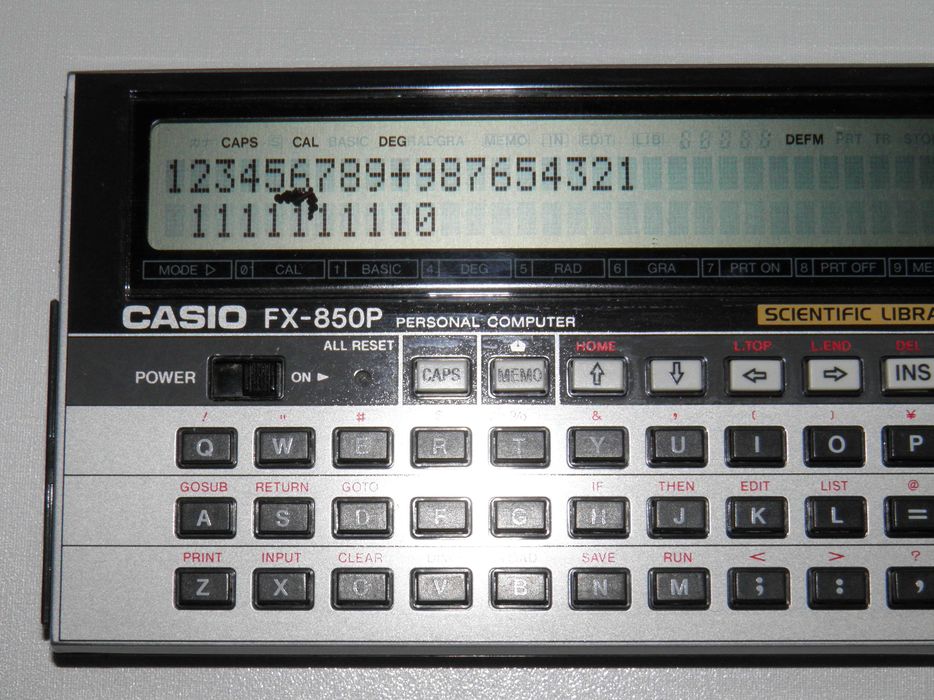 カナ CAPS S CAL BASIC DEG RAD GRA MEMO IN EDIT LIB DEFM PRT TR
123456789+987654321
1111111110
MODE ▷ 0 CAL 1 BASIC 4 DEG 5 RAD 6 GRA 7 PRT ON 8 PRT OFF 9
CASIO FX-850P PERSONAL COMPUTER SCIENTIFIC
ALL RESET HOME L.TOP L.END DEL
POWER ON ► CAPS MEMO ⇧ ⇩ ⇦ ⇨ INS
! " # & ' ( ) ¥
Q W E R T Y U I O P
GOSUB RETURN GOTO IF THEN EDIT LIST @
A S D F G H J K L =
PRINT INPUT CLEAR SAVE RUN < > ?
Z X C V B N M ; : ,